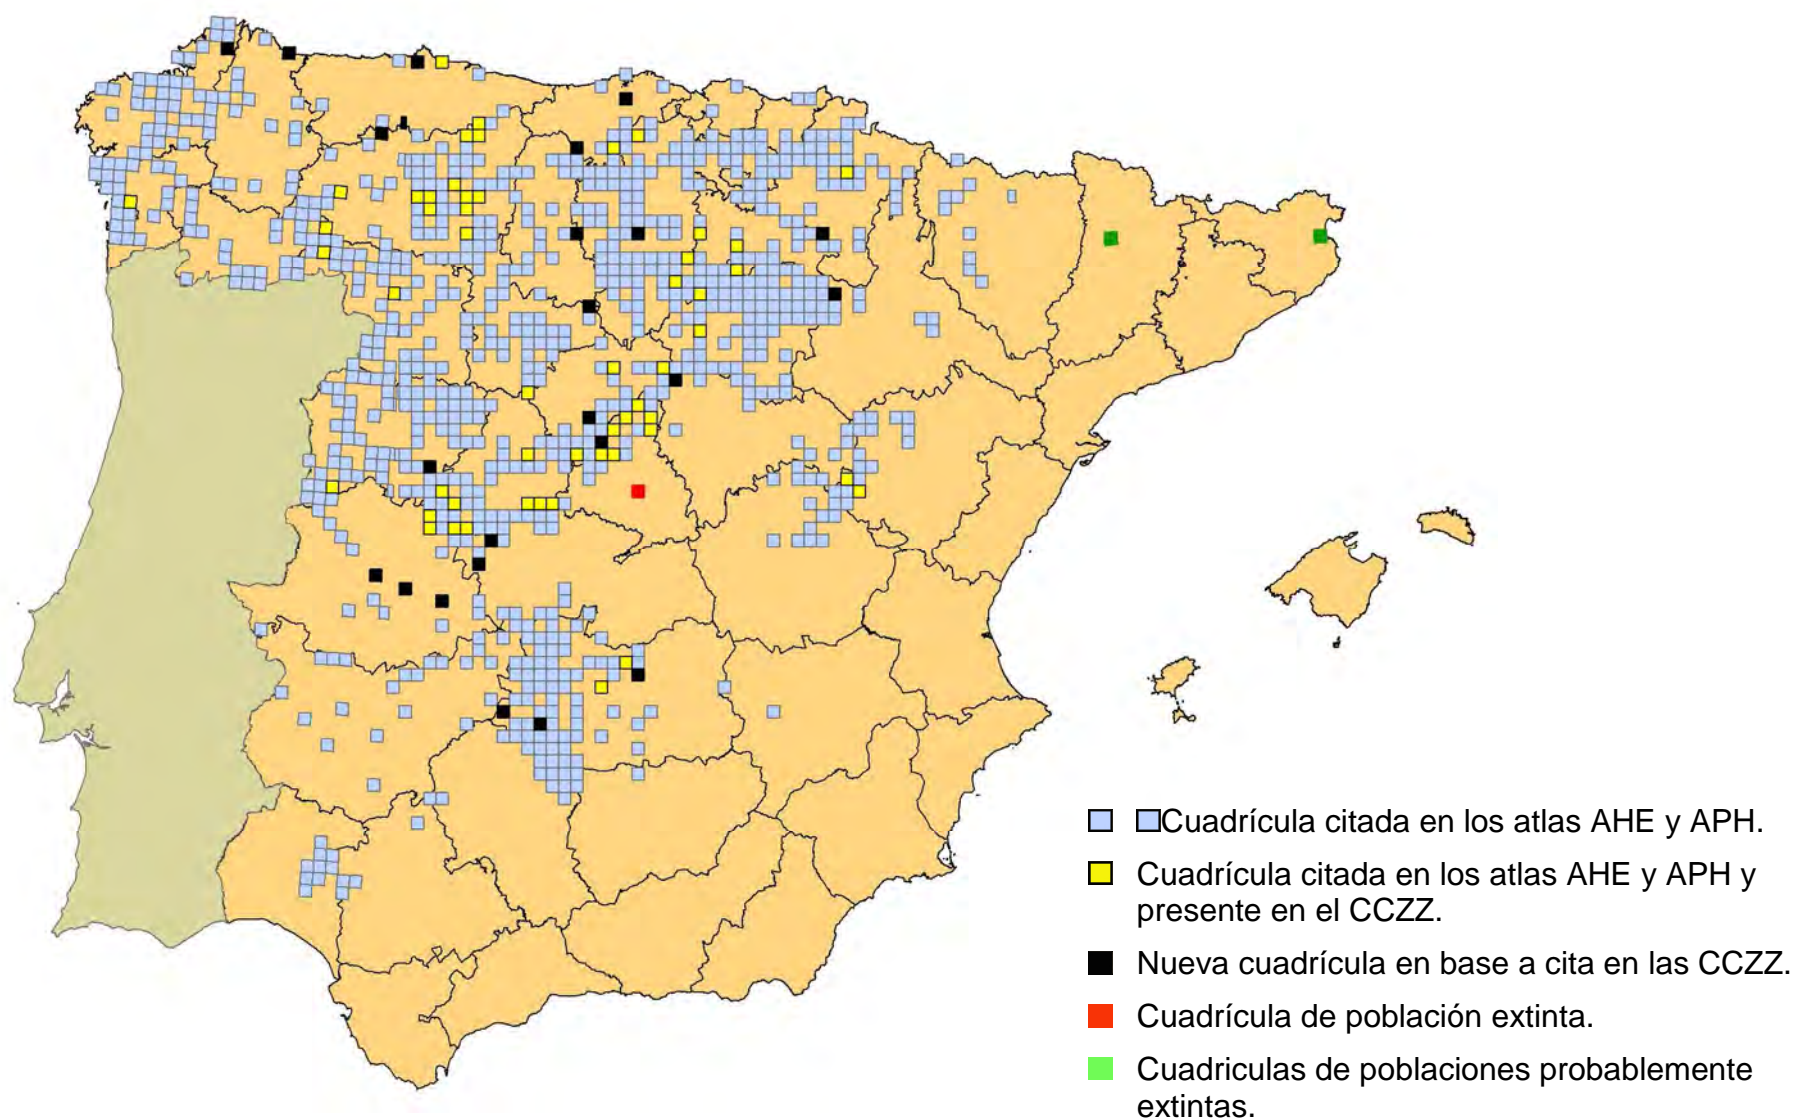 Cuadrícula citada en los atlas AHE y APH.
Cuadrícula citada en los atlas AHE y APH y
presente en el CCZZ.
Nueva cuadrícula en base a cita en las CCZZ.
Cuadrícula de población extinta.
Cuadriculas de poblaciones probablemente
extintas.